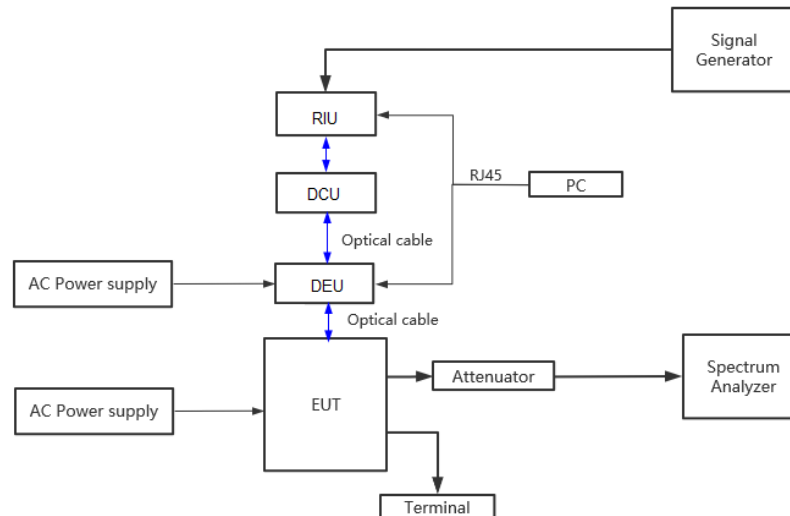 Signal
Generator
RIU
RJ45
PC
DCU
Optical cable
AC Power supply
DEU
Optical cable
Attenuator
Spectrum
Analyzer
AC Power supply
EUT
Terminal